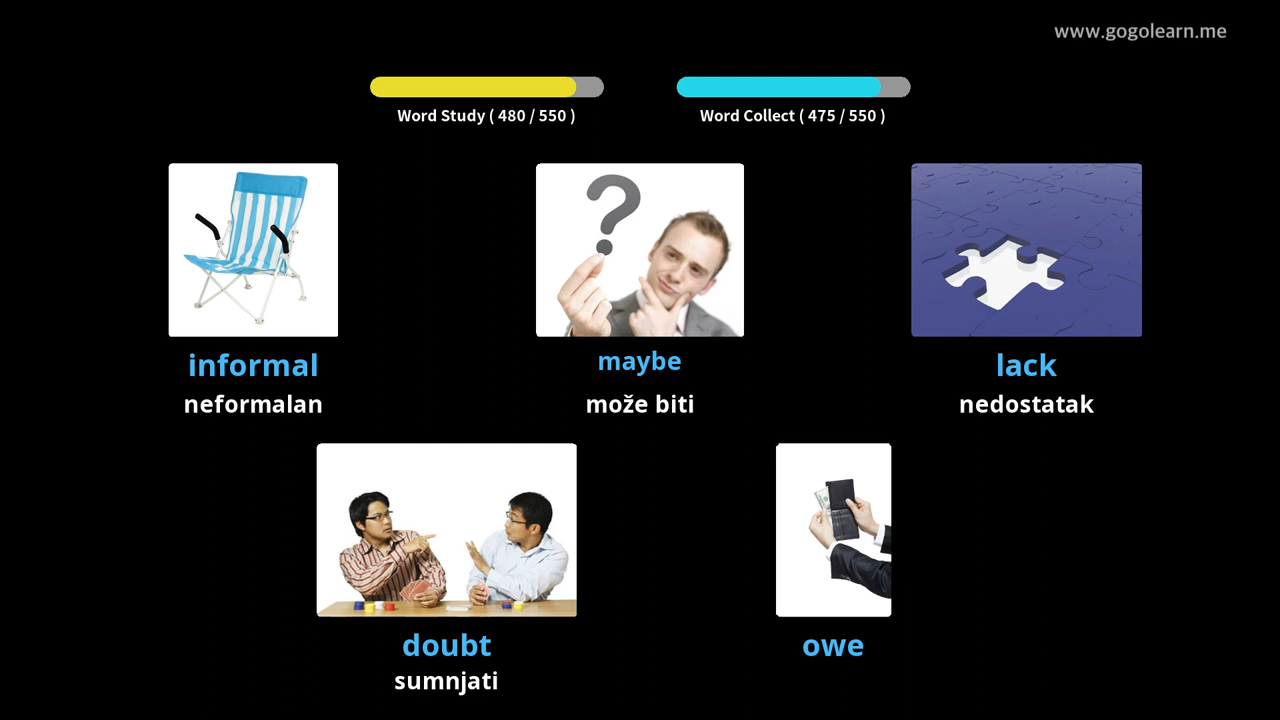 www.gogolearn.me
Word Study ( 480 / 550 )
Word Collect ( 475 / 550 )
informal
neformalan
maybe
može biti
lack
nedostatak
doubt
sumnjati
owe